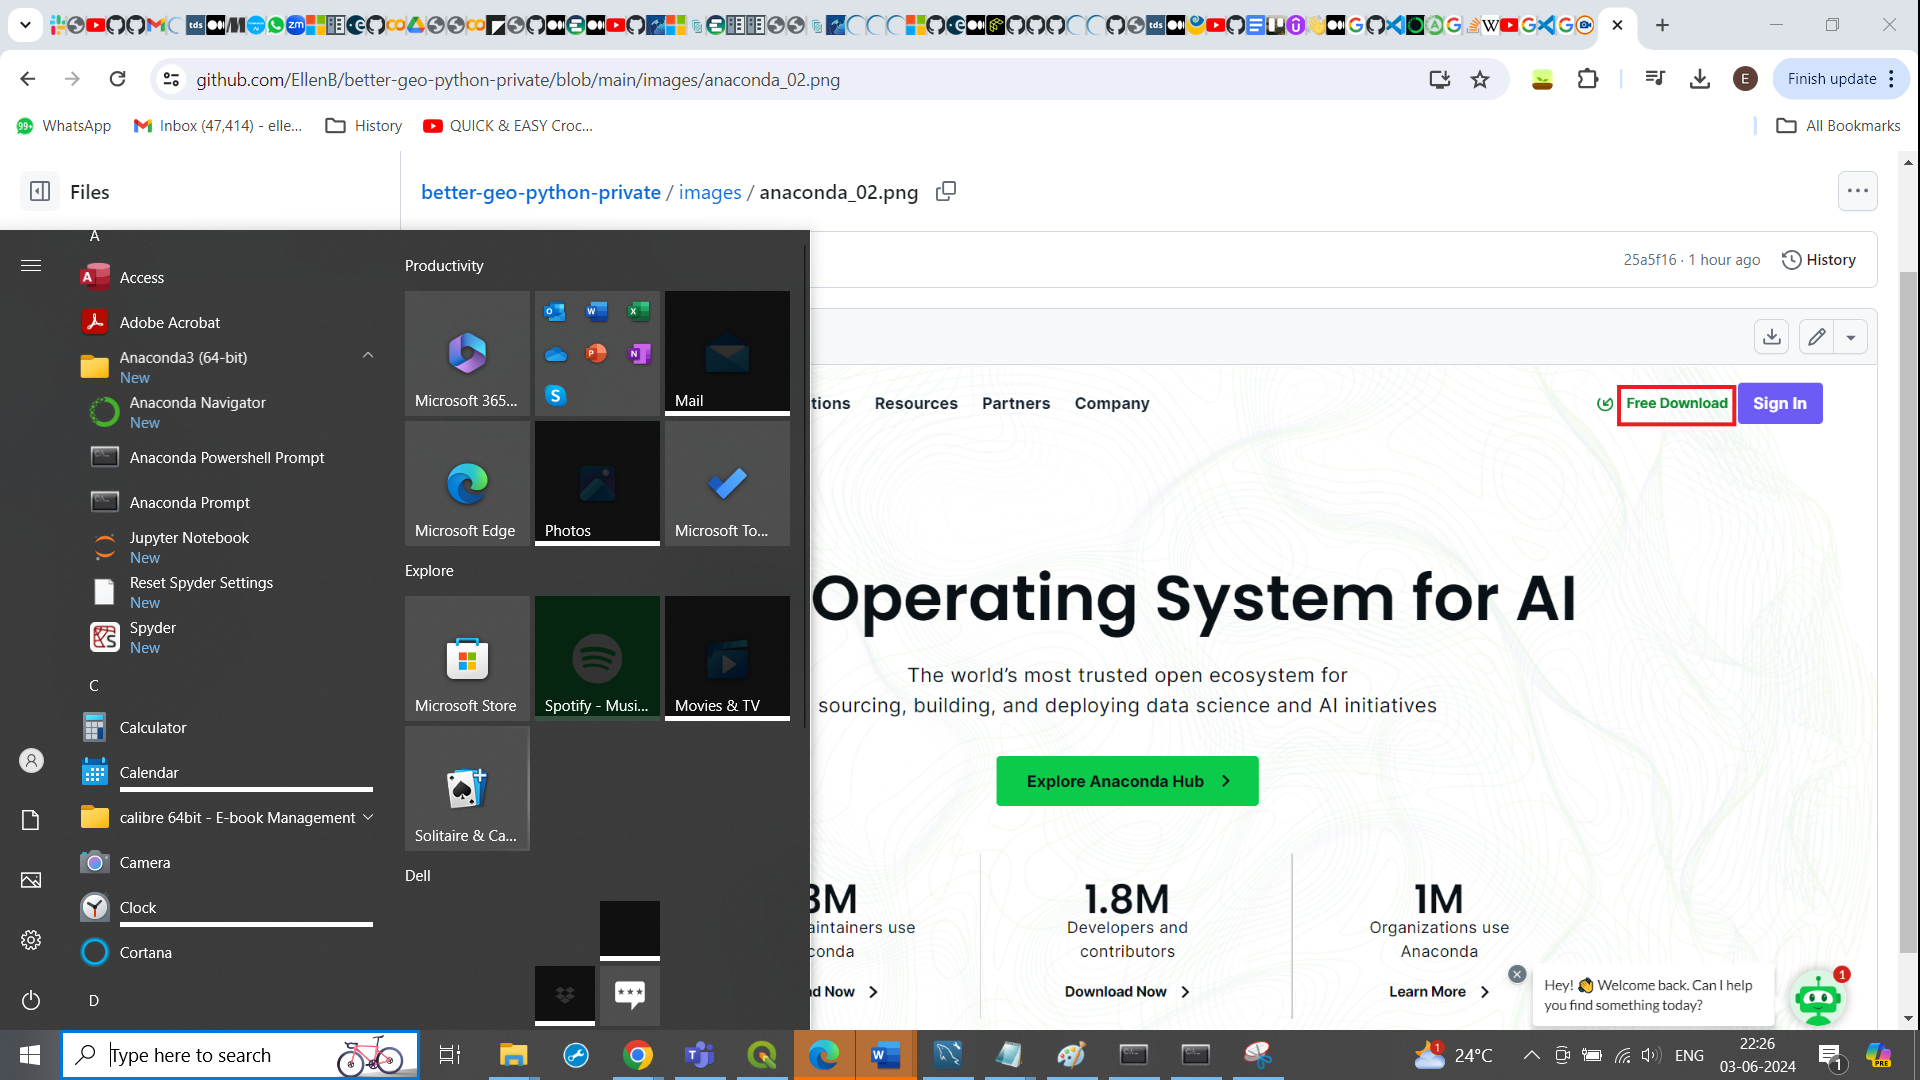 github.com/EllenB/better-geo-python-private/blob/main/images/anaconda_02.png
E
Finish update
99+
WhatsApp
Inbox (47,414) - elle...
History
QUICK & EASY Croc...
All Bookmarks
Files
better-geo-python-private / images / anaconda_02.png
25a5f16 · 1 hour ago
History
A
Access
Adobe Acrobat
Anaconda3 (64-bit)
New
Anaconda Navigator
New
Anaconda Powershell Prompt
Anaconda Prompt
Jupyter Notebook
New
Reset Spyder Settings
New
Spyder
New
C
Calculator
Calendar
calibre 64bit - E-book Management
Camera
Clock
Cortana
D
Productivity
Microsoft 365...
Mail
Microsoft Edge
Photos
Microsoft To...
Explore
Microsoft Store
Spotify - Musi...
Movies & TV
Solitaire & Ca...
Dell
tions
Resources
Partners
Company
Free Download
Sign In
Operating System for AI
The world's most trusted open ecosystem for
sourcing, building, and deploying data science and AI initiatives
Explore Anaconda Hub
3M
aintainers use
conda
d Now
1.8M
Developers and
contributors
Download Now
1M
Organizations use
Anaconda
Learn More
Hey! 👏 Welcome back. Can I help
you find something today?
1
Type here to search
1
24°C
ENG
22:26
03-06-2024
1
PRE